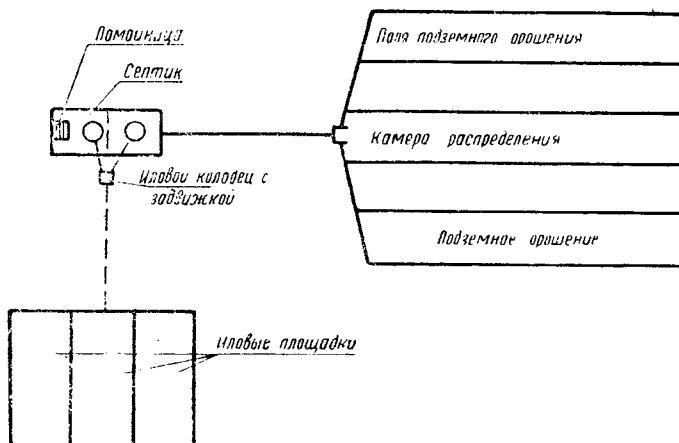 Помойница
Септик
Поля подземного орошения
Камера распределения
Иловой колодец с
задвижкой
Подземное орошение
Иловые площадки